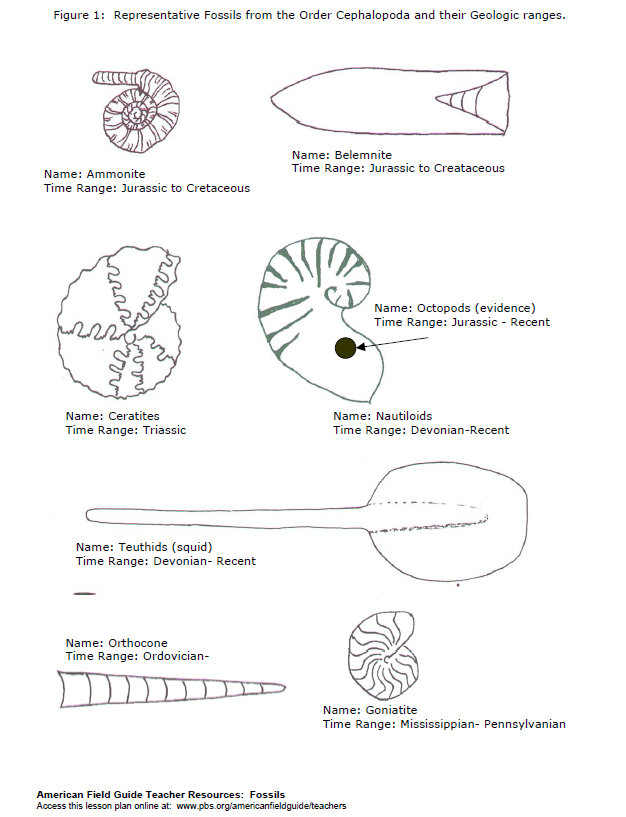 Figure 1: Representative Fossils from the Order Cephalopoda and their Geologic ranges.
Name: Ammonite
Time Range: Jurassic to Cretaceous
Name: Belemnite
Time Range: Jurassic to Creataceous
Name: Octopods (evidence)
Time Range: Jurassic - Recent
Name: Ceratites
Time Range: Triassic
Name: Nautiloids
Time Range: Devonian-Recent
Name: Teuthids (squid)
Time Range: Devonian- Recent
Name: Orthocone
Time Range: Ordovician-
Name: Goniatite
Time Range: Mississippian- Pennsylvanian
American Field Guide Teacher Resources: Fossils
Access this lesson plan online at: www.pbs.org/americanfieldguide/teachers